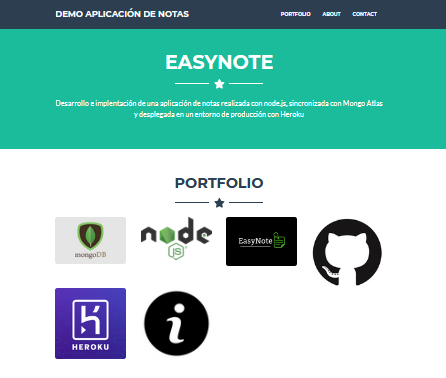 DEMO APLICACIÓN DE NOTAS
PORTFOLIO ABOUT CONTACT
EASYNOTE
Desarrollo e implentación de una aplicación de notas realizada con node.js, sincronizada con Mongo Atlas
y desplegada en un entorno de producción con Heroku
PORTFOLIO
mongoDB
node
JS
EasyNote
HEROKU
i